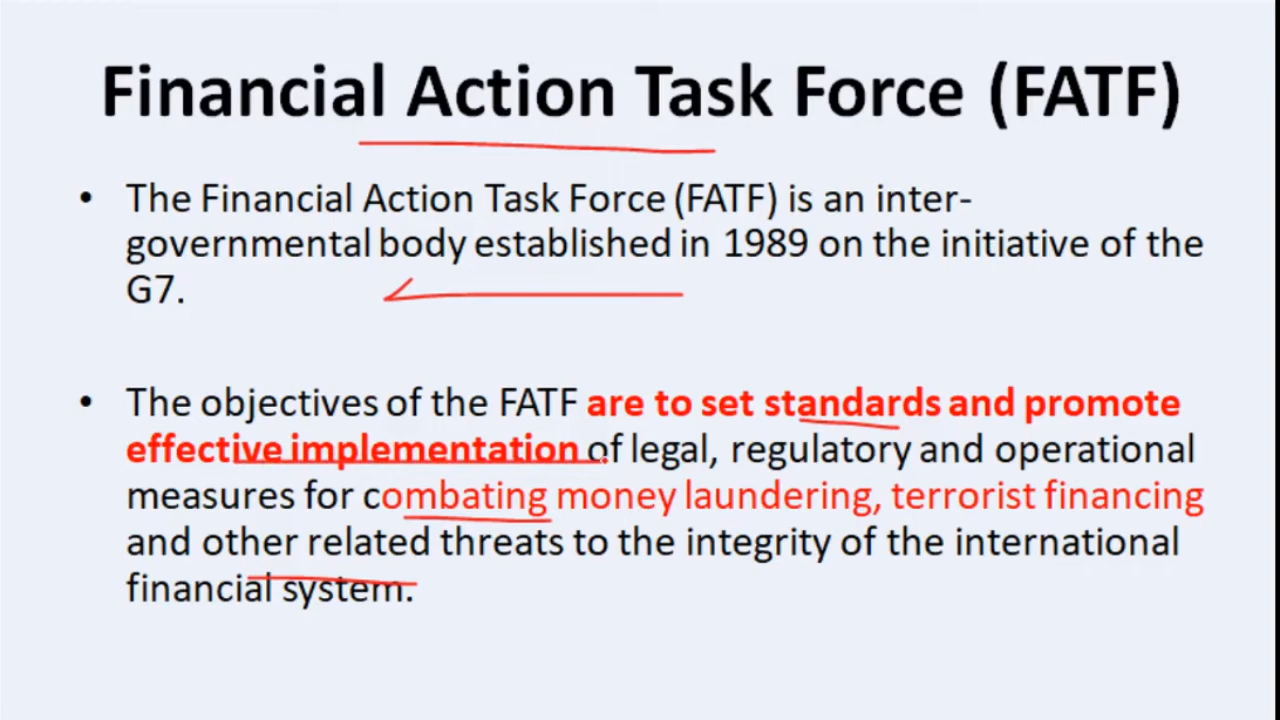 Financial Action Task Force (FATF)
• The Financial Action Task Force (FATF) is an inter-
governmental body established in 1989 on the initiative of the
G7.
• The objectives of the FATF are to set standards and promote
effective implementation of legal, regulatory and operational
measures for combating money laundering, terrorist financing
and other related threats to the integrity of the international
financial system.